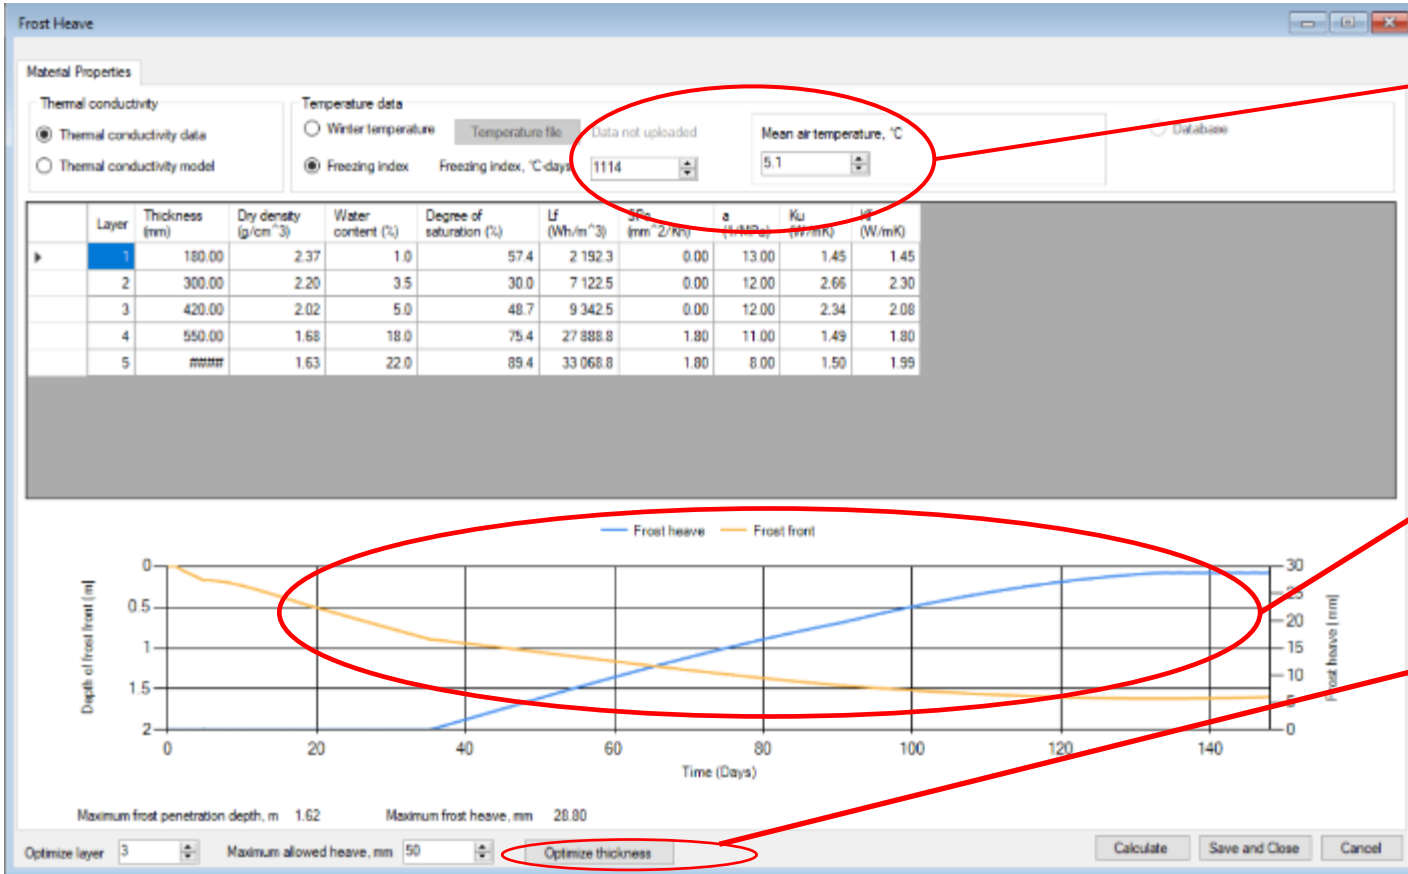 Frost Heave
Material Properties
Thermal conductivity
Temperature data
Thermal conductivity data
Winter temperature
Temperature file
Data not uploaded
Mean air temperature, °C
Database
Thermal conductivity model
Freezing index
Freezing index, °C-days
1114
5.1
Layer Thickness (mm) Dry density (g/cm^3) Water content (%) Degree of saturation (%) Lf (Wh/m^3) (mm^2/Kh) a (1/MPa) Ku (W/mK) (W/mK)
1 180.00 2.37 1.0 57.4 2 192.3 0.00 13.00 1.45 1.45
2 300.00 2.20 3.5 30.0 7 122.5 0.00 12.00 2.66 2.30
3 420.00 2.02 5.0 48.7 9 342.5 0.00 12.00 2.34 2.08
4 550.00 1.68 18.0 75.4 27 888.8 1.80 11.00 1.49 1.80
5 ##### 1.63 22.0 89.4 33 068.8 1.80 8.00 1.50 1.99
Frost heave Frost front
Depth of frost front [m]
0
0.5
1
1.5
2
30
25
20
15
10
5
0
Frost heave [mm]
0 20 40 60 80 100 120 140
Time (Days)
Maximum frost penetration depth, m 1.62 Maximum frost heave, mm 28.80
Optimize layer 3 Maximum allowed heave, mm 50 Optimize thickness Calculate Save and Close Cancel